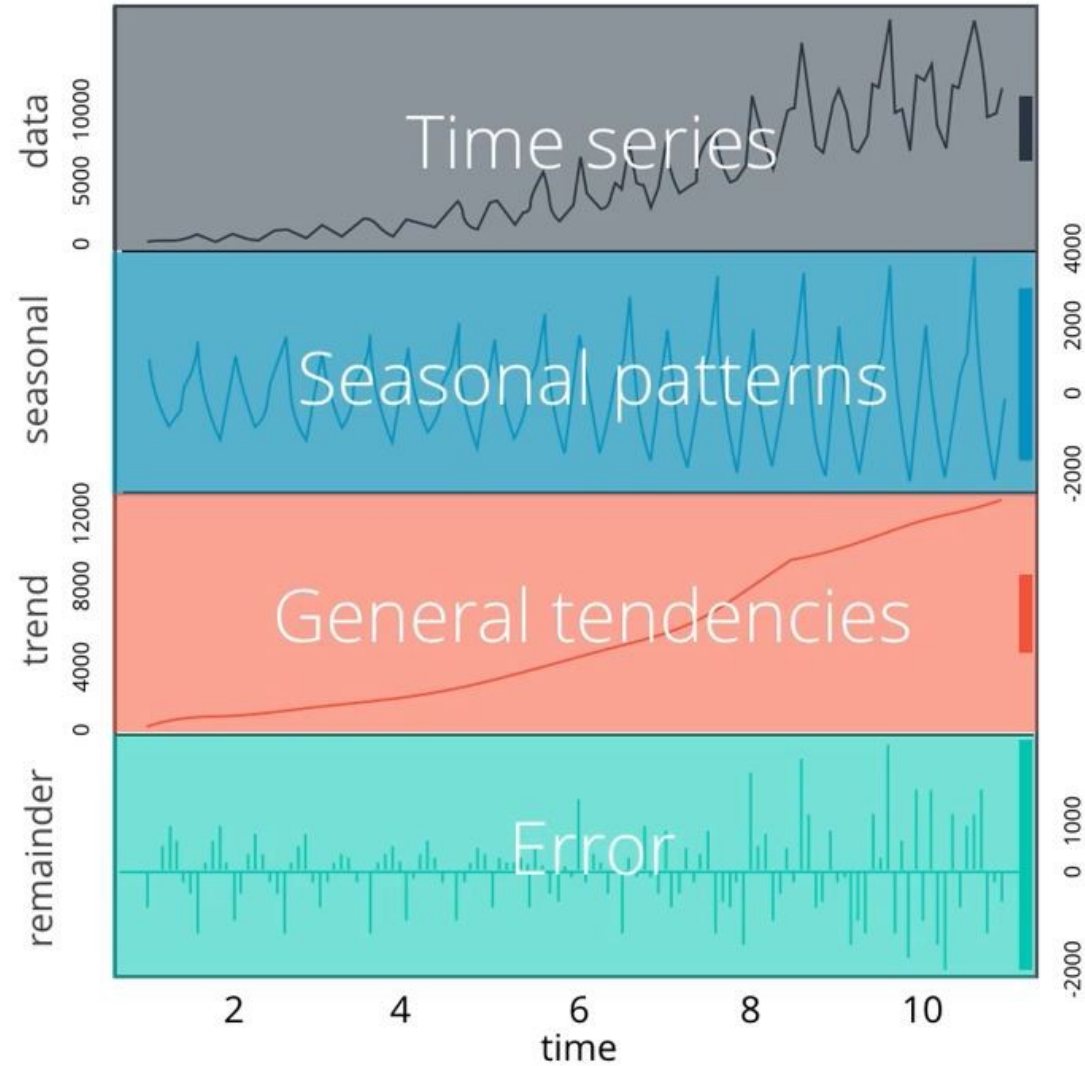 data
0 5000 10000
Time series
seasonal
Seasonal patterns
-2000 0 2000 4000
trend
0 4000 8000 12000
General tendencies
remainder
Error
-2000 0 1000
2 4 6 8 10
time